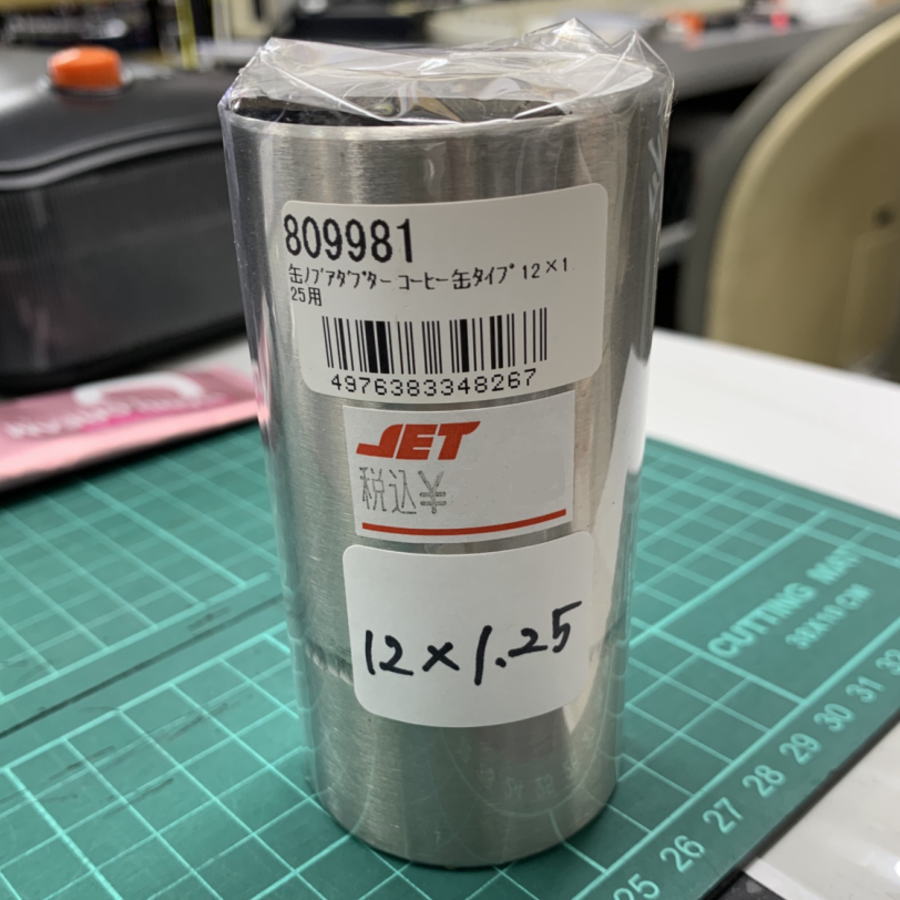 809981
缶ﾉﾌﾞｱﾀﾞﾌﾟﾀｰ ｺｰﾋｰ缶ﾀｲﾌﾟ 12×1.
25用
4976383348267
JET
税込¥
12×1.25
CUTTING MAT
25 26 27 28 29 30 31 32